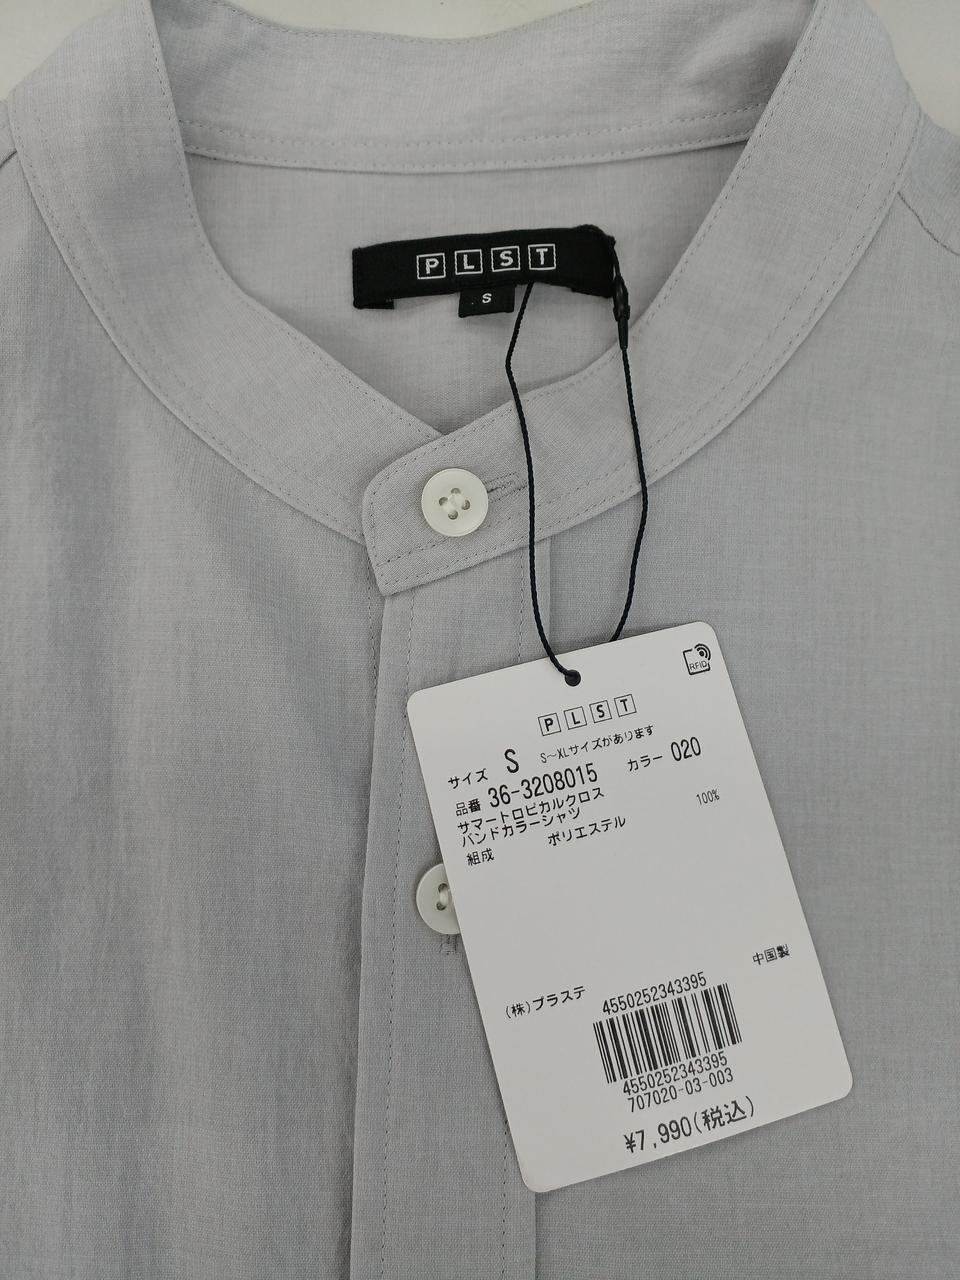 PLST
S
RFID
PLST
サイズ S S～XLサイズがあります
品番 36-3208015 カラー 020
サマートロピカルクロス
バンドカラーシャツ
組成 ポリエステル 100%
中国製
(株)プラステ
4550252343395
4550252343395
707020-03-003
¥7,990(税込)